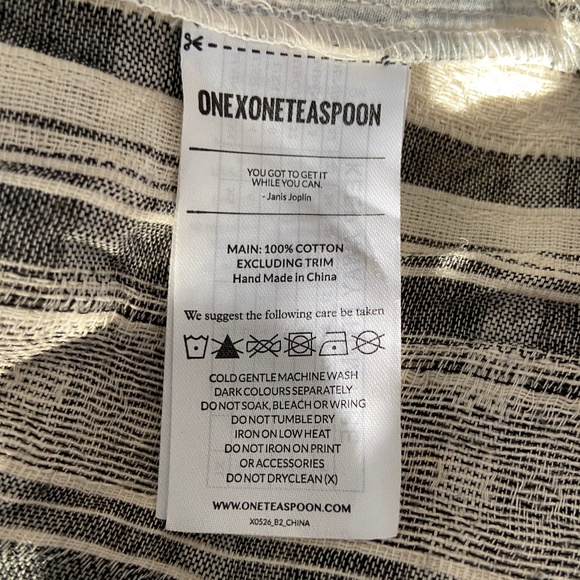 ONEXONETEASPOON
YOU GOT TO GET IT
WHILE YOU CAN.
- Janis Joplin
MAIN: 100% COTTON
EXCLUDING TRIM
Hand Made in China
We suggest the following care be taken
COLD GENTLE MACHINE WASH
DARK COLOURS SEPARATELY
DO NOT SOAK, BLEACH OR WRING
DO NOT TUMBLE DRY
IRON ON LOW HEAT
DO NOT IRON ON PRINT
OR ACCESSORIES
DO NOT DRYCLEAN (X)
WWW.ONETEASPOON.COM
X0526_B2_CHINA